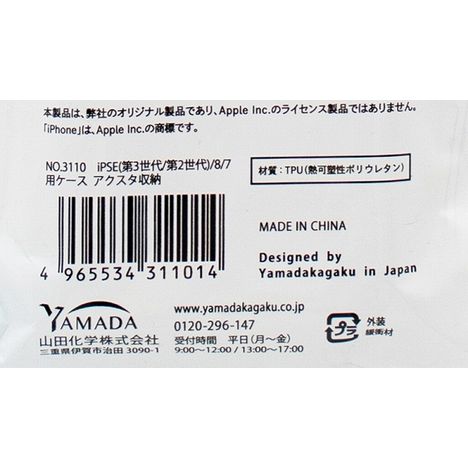 本製品は、弊社のオリジナル製品であり、Apple Inc.のライセンス製品ではありません。
「iPhone」は、Apple Inc.の商標です。
NO.3110 iPSE(第3世代/第2世代)/8/7
用ケース アクスタ収納
材質：TPU(熱可塑性ポリウレタン)
4 965534 311014
MADE IN CHINA
Designed by
Yamadakagaku in Japan
YAMADA
山田化学株式会社
三重県伊賀市治田 3090-1
www.yamadakagaku.co.jp
0120-296-147
受付時間 平日(月〜金)
9:00〜12:00 / 13:00〜17:00
プラ
外装
緩衝材